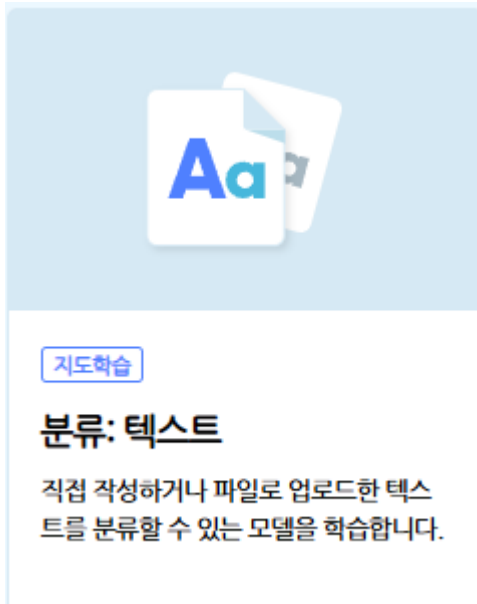 Aa
a
지도학습
분류: 텍스트
직접 작성하거나 파일로 업로드한 텍스
트를 분류할 수 있는 모델을 학습합니다.